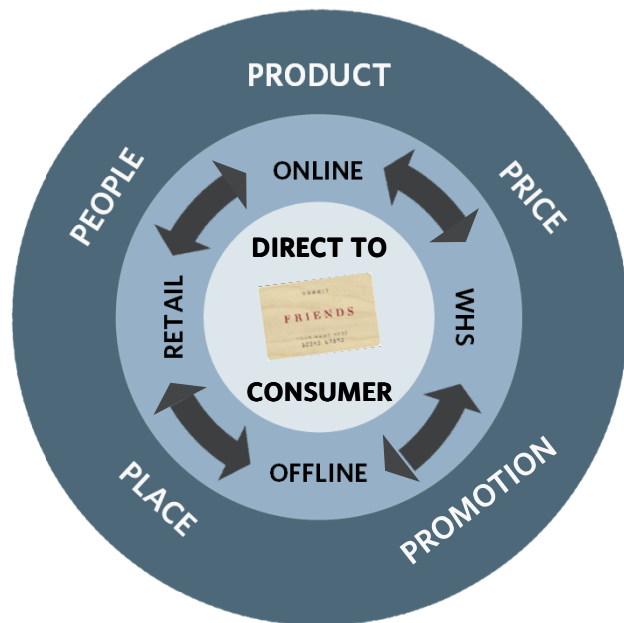 PRODUCT
PEOPLE
PRICE
ONLINE
DIRECT TO
RETAIL
FRIENDS
WHS
CONSUMER
OFFLINE
PLACE
PROMOTION